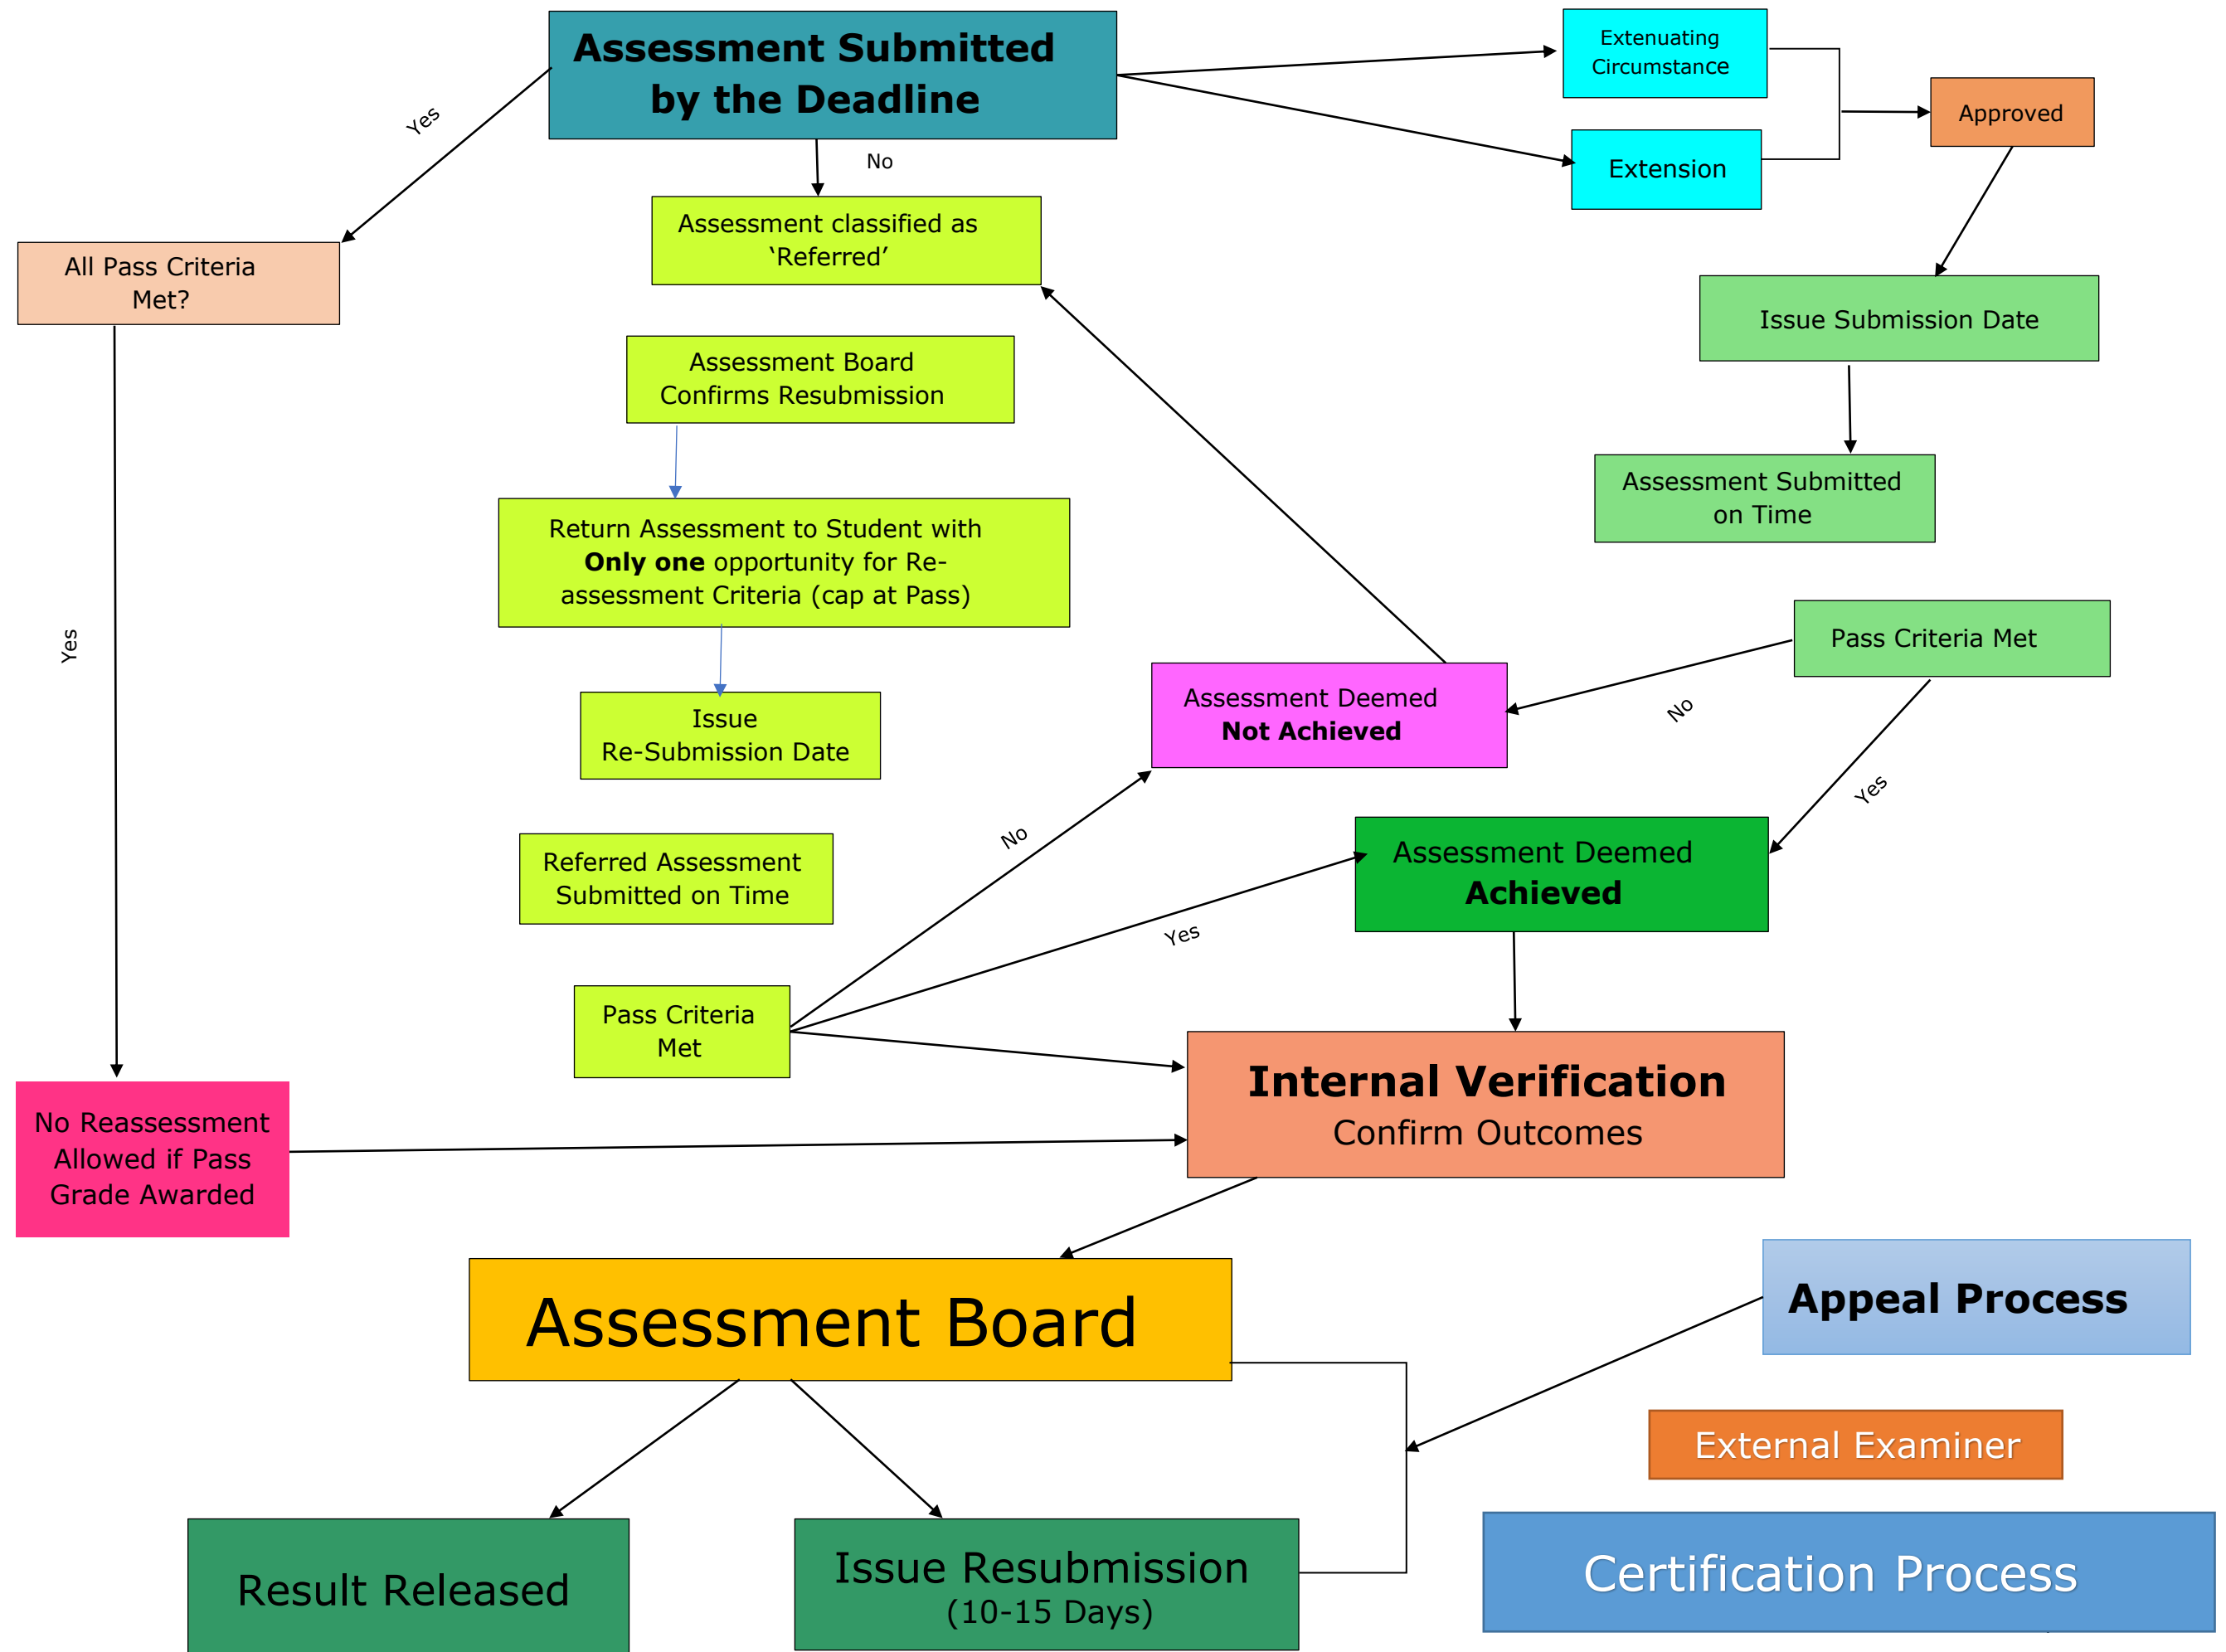 Assessment Submitted
by the Deadline
Extenuating
Circumstance
Approved
Extension
Yes
No
Assessment classified as
‘Referred’
All Pass Criteria
Met?
Issue Submission Date
Assessment Board
Confirms Resubmission
Assessment Submitted
on Time
Return Assessment to Student with
Only one opportunity for Re-
assessment Criteria (cap at Pass)
Yes
Pass Criteria Met
Assessment Deemed
Not Achieved
No
Issue
Re-Submission Date
Yes
No
Assessment Deemed
Achieved
Referred Assessment
Submitted on Time
Yes
Pass Criteria
Met
Internal Verification
Confirm Outcomes
No Reassessment
Allowed if Pass
Grade Awarded
Assessment Board
Appeal Process
External Examiner
Result Released
Issue Resubmission
(10-15 Days)
Certification Process